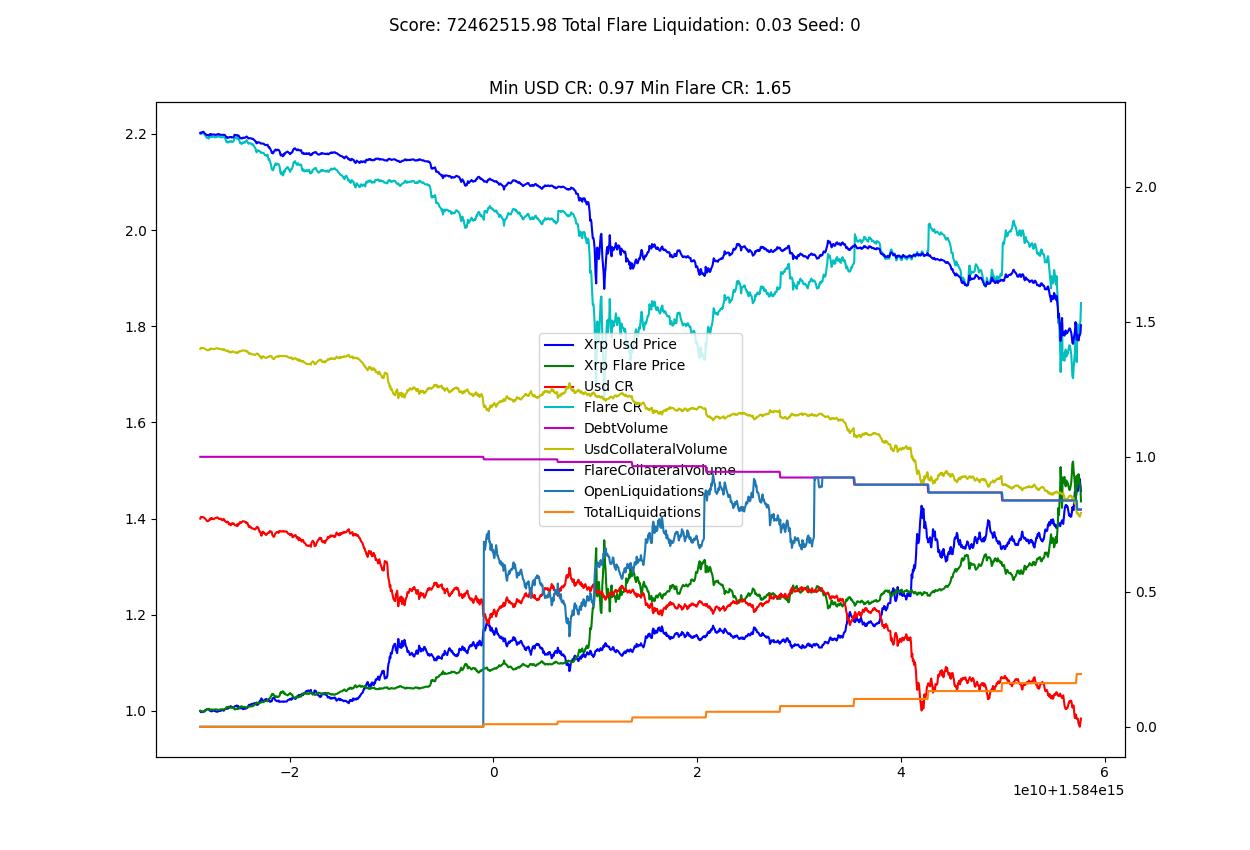 Score: 72462515.98 Total Flare Liquidation: 0.03 Seed: 0
Min USD CR: 0.97 Min Flare CR: 1.65
2.2
2.0
1.8
1.6
1.4
1.2
1.0
2.0
1.5
1.0
0.5
0.0
Xrp Usd Price
Xrp Flare Price
Usd CR
Flare CR
DebtVolume
UsdCollateralVolume
FlareCollateralVolume
OpenLiquidations
TotalLiquidations
−2 0 2 4 6
1e10+1.584e15